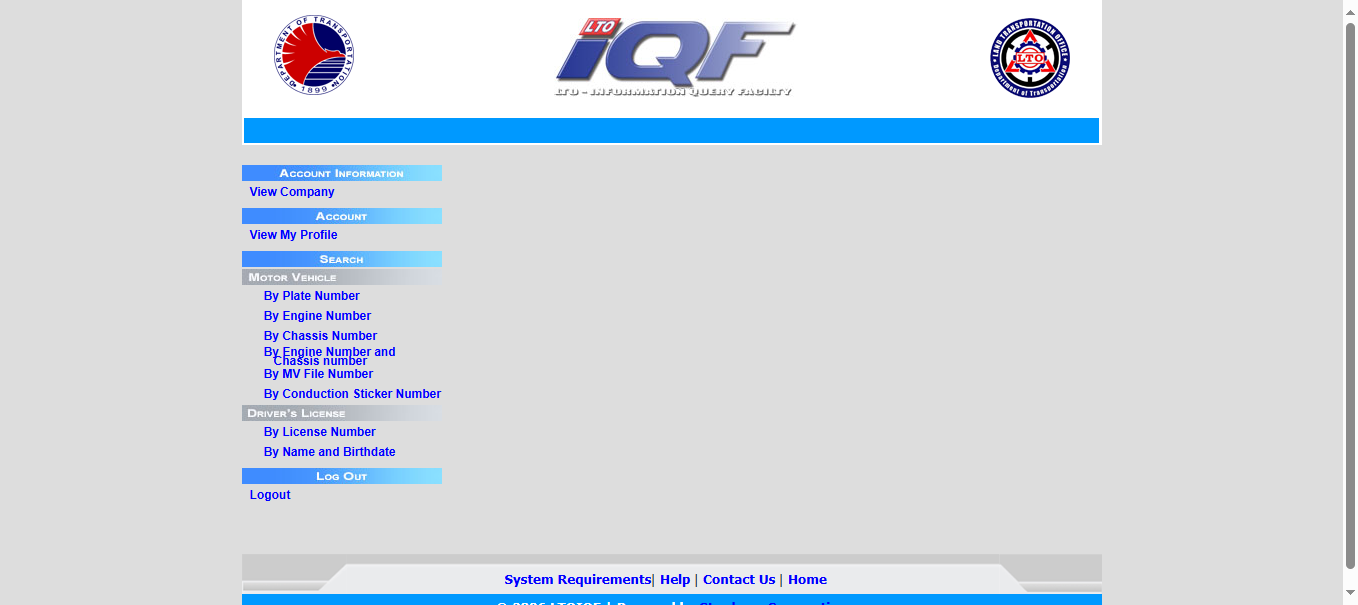 DEPARTMENT OF TRANSPORTATION
1899
LTO
iQF
LTO - INFORMATION QUERY FACILTY
LAND TRANSPORTATION OFFICE
LTO
Department of Transportation
Account Information
View Company
Account
View My Profile
Search
Motor Vehicle
By Plate Number
By Engine Number
By Chassis Number
By Engine Number and
Chassis number
By MV File Number
By Conduction Sticker Number
Driver's License
By License Number
By Name and Birthdate
Log Out
Logout
System Requirements| Help | Contact Us | Home